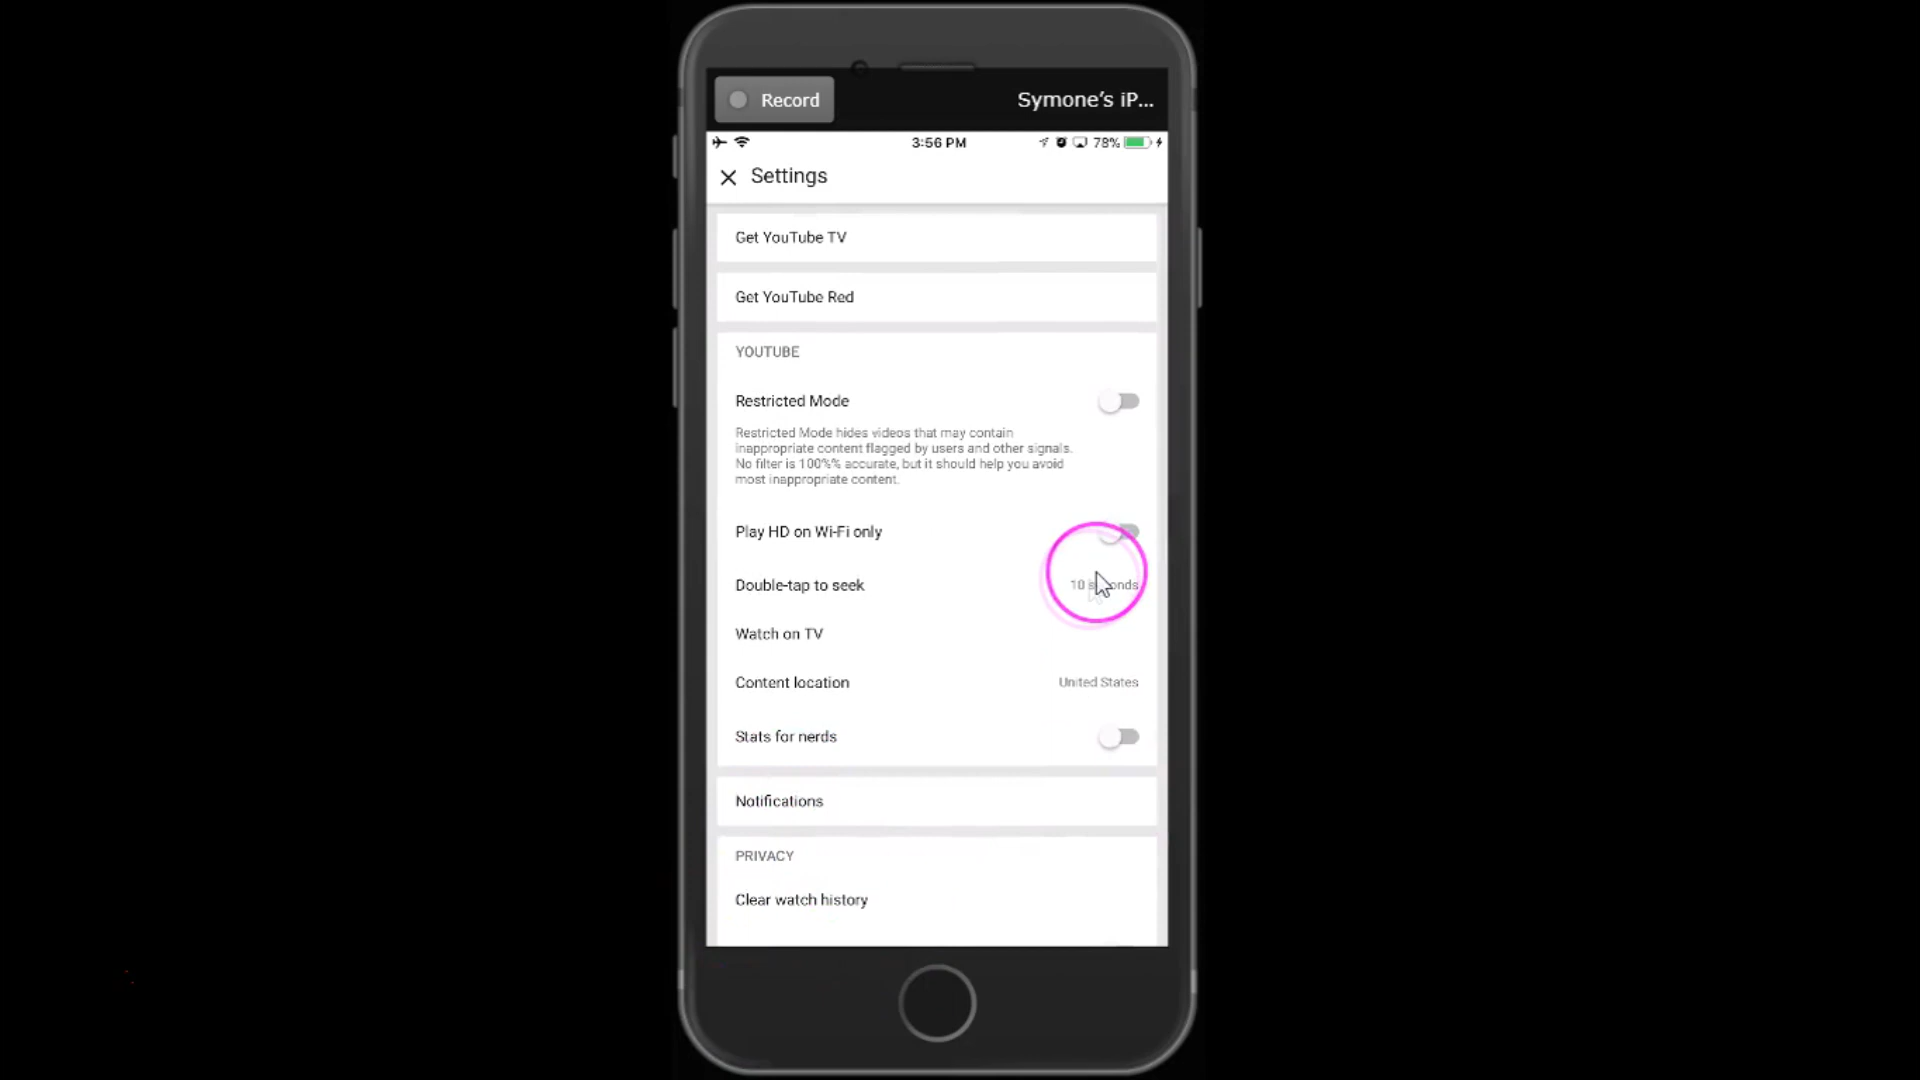 Record
Symone’s iP...
3:56 PM
78%
Settings
Get YouTube TV
Get YouTube Red
YOUTUBE
Restricted Mode
Restricted Mode hides videos that may contain
inappropriate content flagged by users and other signals.
No filter is 100%% accurate, but it should help you avoid
most inappropriate content.
Play HD on Wi-Fi only
Double-tap to seek
10 seconds
Watch on TV
Content location
United States
Stats for nerds
Notifications
PRIVACY
Clear watch history